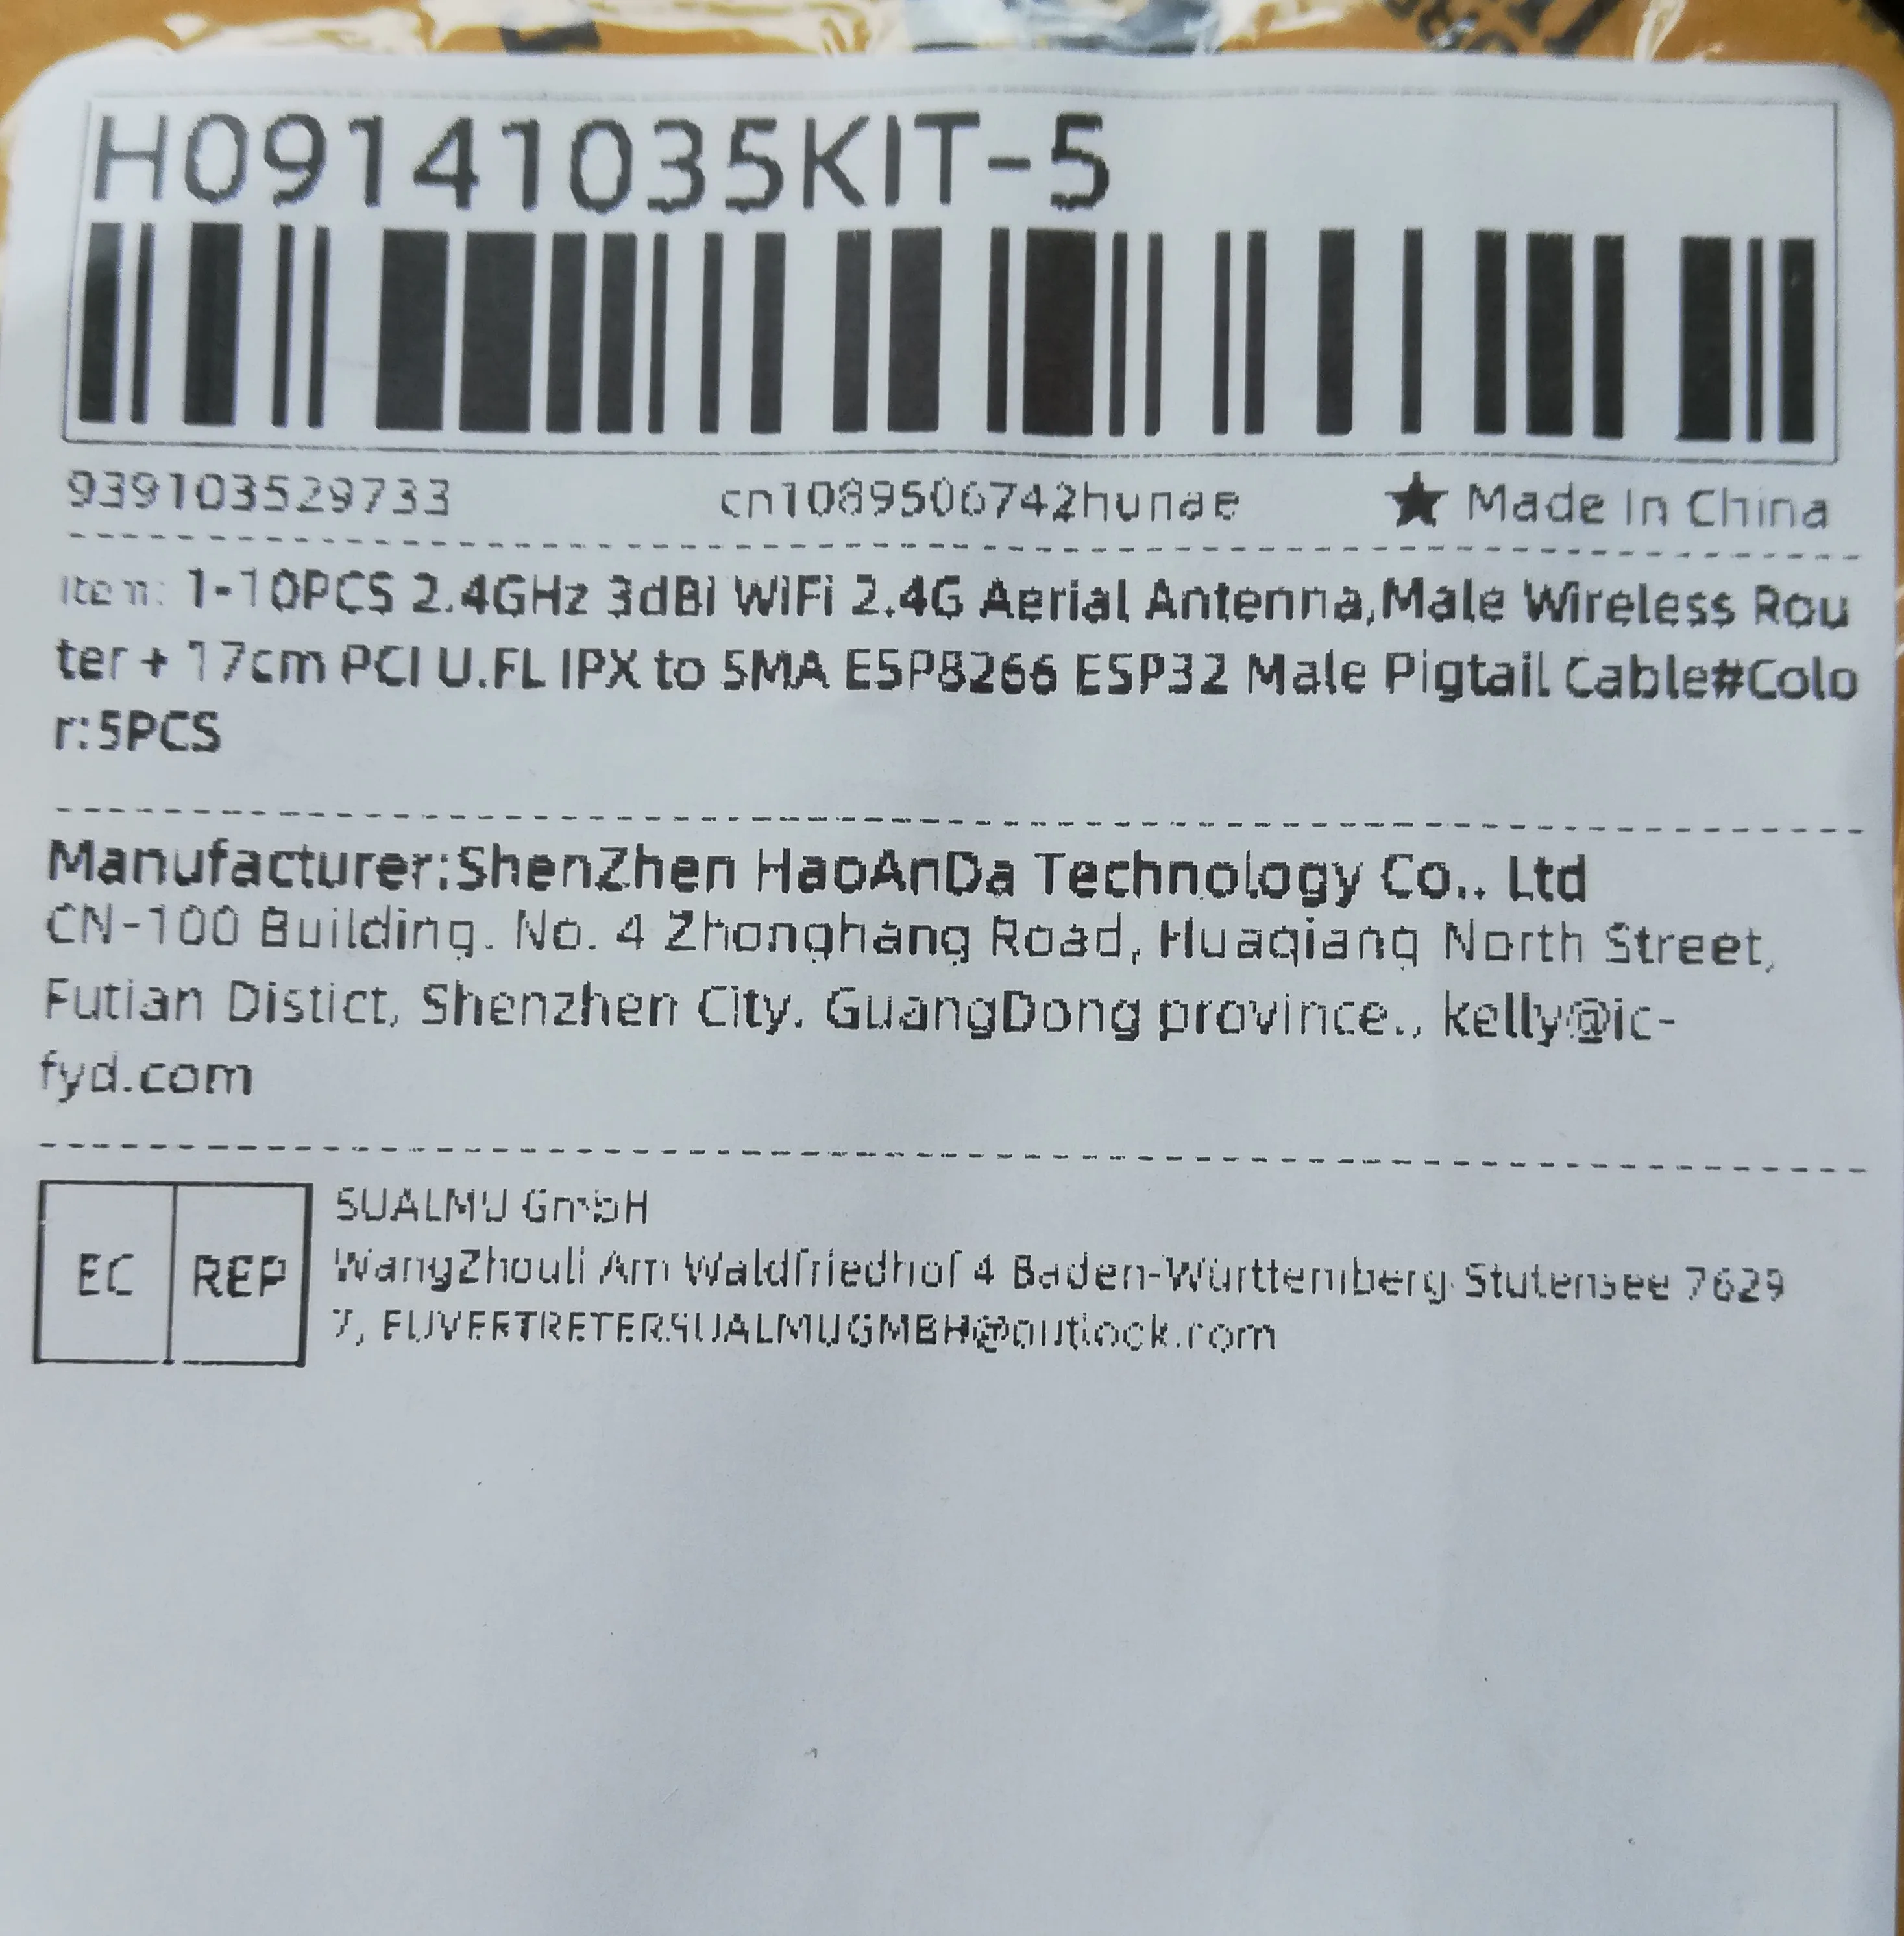 H09141035KIT-5
939103529733 cn1089506742hunae ★ Made In China
Item: 1-10PCS 2.4GHz 3dBi WiFi 2.4G Aerial Antenna,Male Wireless Rou
ter + 17cm PCI U.FL IPX to SMA ESP8266 ESP32 Male Pigtail Cable#Colo
r:5PCS
Manufacturer:ShenZhen HaoAnDa Technology Co., Ltd
CN-100 Building, No. 4 Zhonghang Road, Huaqiang North Street,
Futian Distict, Shenzhen City, GuangDong province., kelly@ic-
fyd.com
EC REP
SUALMU GmbH
WangZhouli Am Waldfriedhof 4 Baden-Württemberg Stutensee 7629
7, EUVERTRETER.SUALMUGMBH@outlook.com